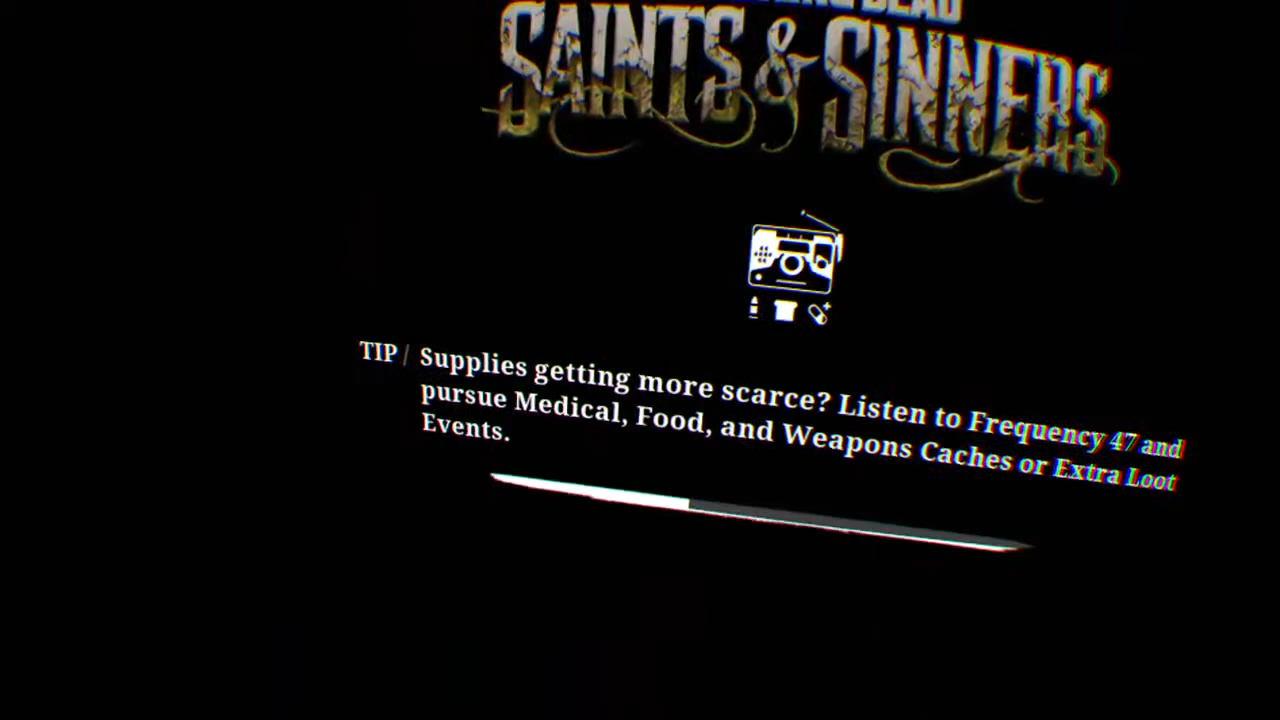 DEAD
SAINTS & SINNERS
TIP / Supplies getting more scarce? Listen to Frequency 47 and
pursue Medical, Food, and Weapons Caches or Extra Loot
Events.